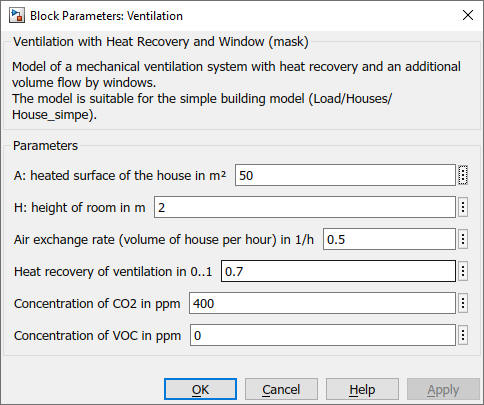 Block Parameters: Ventilation
Ventilation with Heat Recovery and Window (mask)
Model of a mechanical ventilation system with heat recovery and an additional
volume flow by windows.
The model is suitable for the simple building model (Load/Houses/
House_simpe).
Parameters
A: heated surface of the house in m² 50
H: height of room in m 2
Air exchange rate (volume of house per hour) in 1/h 0.5
Heat recovery of ventilation in 0..1 0.7
Concentration of CO2 in ppm 400
Concentration of VOC in ppm 0
OK Cancel Help Apply